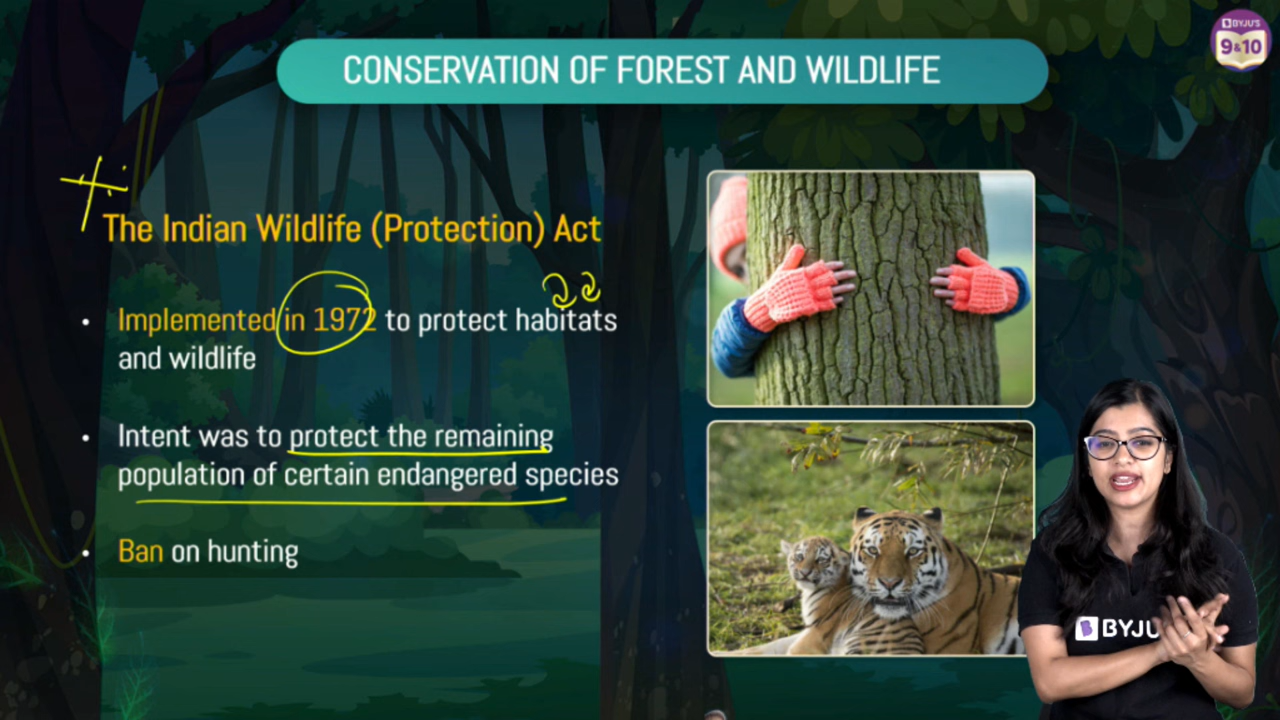 BYJU'S
9&10
CONSERVATION OF FOREST AND WILDLIFE
The Indian Wildlife (Protection) Act
• Implemented in 1972 to protect habitats
and wildlife
• Intent was to protect the remaining
population of certain endangered species
• Ban on hunting
BYJU